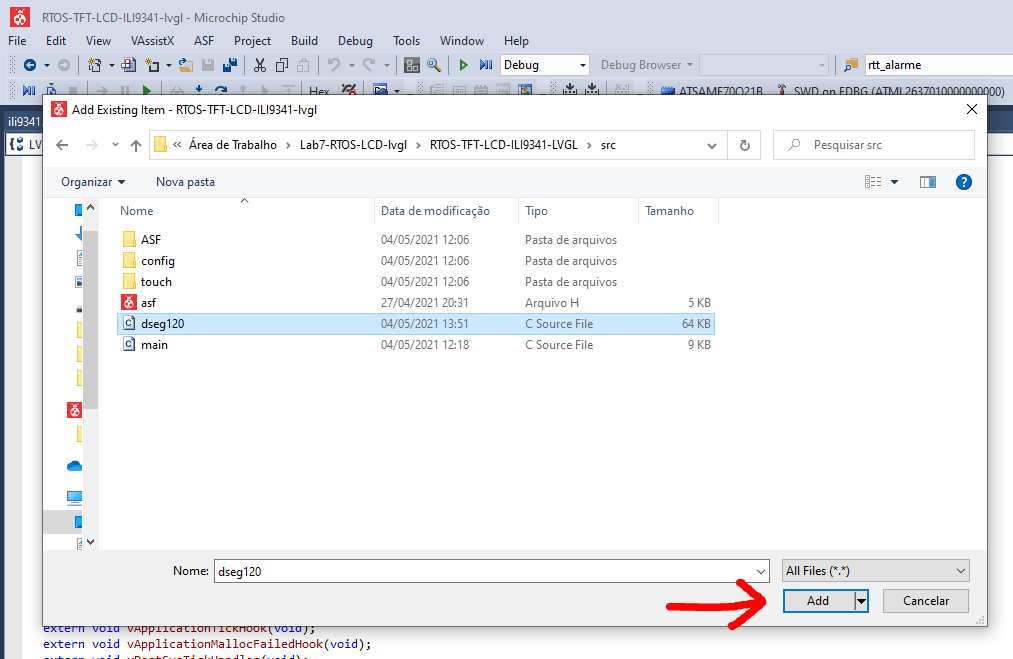 RTOS-TFT-LCD-ILI9341-lvgl - Microchip Studio
File Edit View VAssistX ASF Project Build Debug Tools Window Help
Debug Debug Browser rtt_alarme
Hex ATSAME70Q21B SWD on EDBG (ATML2637010000000000)
Add Existing Item - RTOS-TFT-LCD-ILI9341-lvgl
ili9341
« Área de Trabalho > Lab7-RTOS-LCD-lvgl > RTOS-TFT-LCD-ILI9341-LVGL > src Pesquisar src
LV
Organizar Nova pasta
Nome Data de modificação Tipo Tamanho
ASF 04/05/2021 12:06 Pasta de arquivos
config 04/05/2021 12:06 Pasta de arquivos
touch 04/05/2021 12:06 Pasta de arquivos
asf 27/04/2021 20:31 Arquivo H 5 KB
dseg120 04/05/2021 13:51 C Source File 64 KB
main 04/05/2021 12:18 C Source File 9 KB
Nome: dseg120 All Files (*.*)
Add Cancelar
extern void vApplicationTickHook(void);
extern void vApplicationMallocFailedHook(void);
extern void xPortSysTickHandler(void);